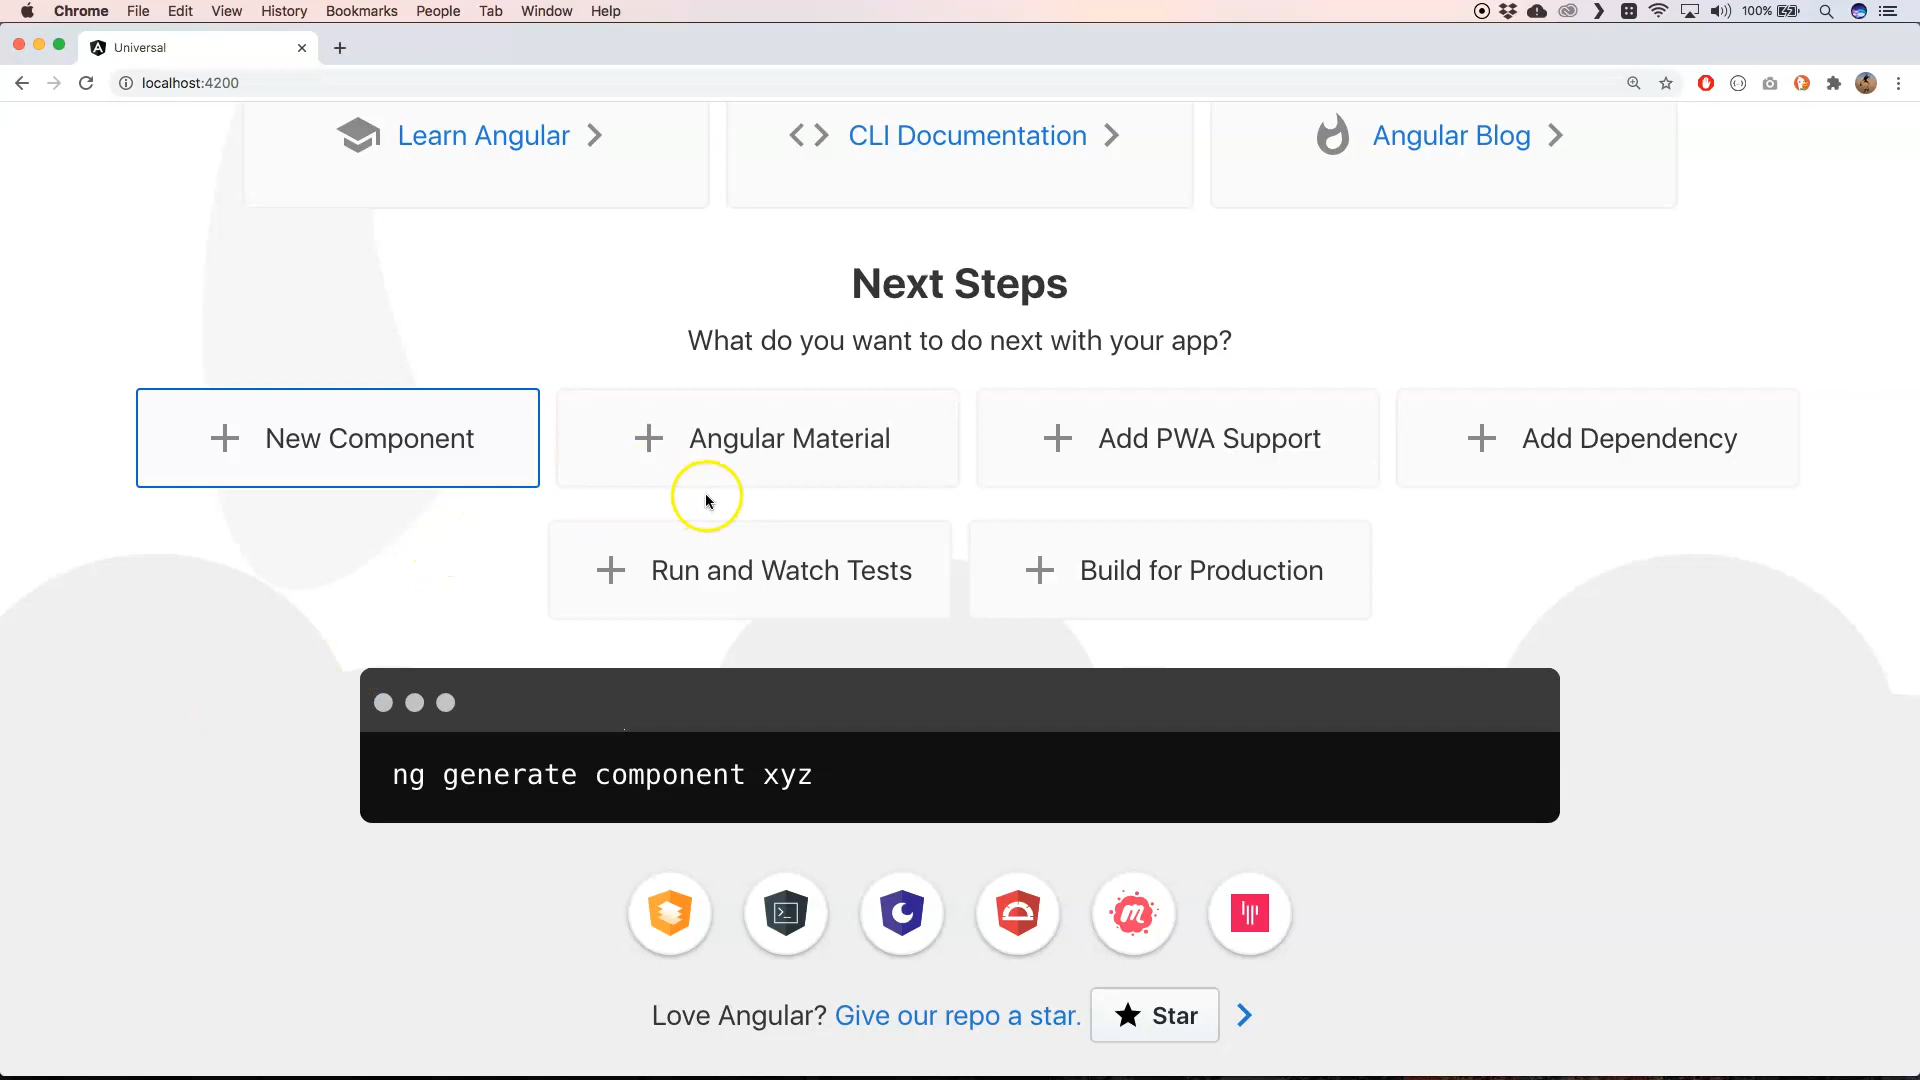 Chrome File Edit View History Bookmarks People Tab Window Help 100%
Universal
localhost:4200
Learn Angular
CLI Documentation
Angular Blog
Next Steps
What do you want to do next with your app?
New Component
Angular Material
Add PWA Support
Add Dependency
Run and Watch Tests
Build for Production
ng generate component xyz
Love Angular? Give our repo a star. Star